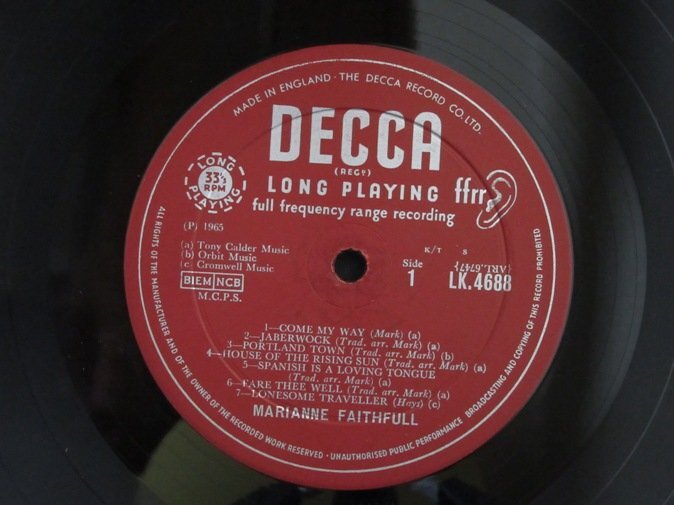 MADE IN ENGLAND · THE DECCA RECORD CO. LTD.
DECCA
(REGD)
LONG PLAYING
33⅓
RPM
LONG PLAYING ffrr
full frequency range recording
(P) 1965
(a) Tony Calder Music
(b) Orbit Music
(c) Cromwell Music
BIEM NCB
M.C.P.S.
K/T S
Side
1
(ARL.6747)
LK.4688
1—COME MY WAY (Mark) (a)
2—JABERWOCK (Trad. arr. Mark) (a)
3—PORTLAND TOWN (Trad. arr. Mark) (a)
4—HOUSE OF THE RISING SUN (Trad. arr. Mark) (b)
5—SPANISH IS A LOVING TONGUE
(Trad. arr. Mark) (a)
6—FARE THEE WELL (Trad. arr. Mark) (a)
7—LONESOME TRAVELLER (Hays) (c)
MARIANNE FAITHFULL
ALL RIGHTS OF THE MANUFACTURER AND OF THE OWNER OF THE RECORDED WORK RESERVED · UNAUTHORISED PUBLIC PERFORMANCE BROADCASTING AND COPYING OF THIS RECORD PROHIBITED